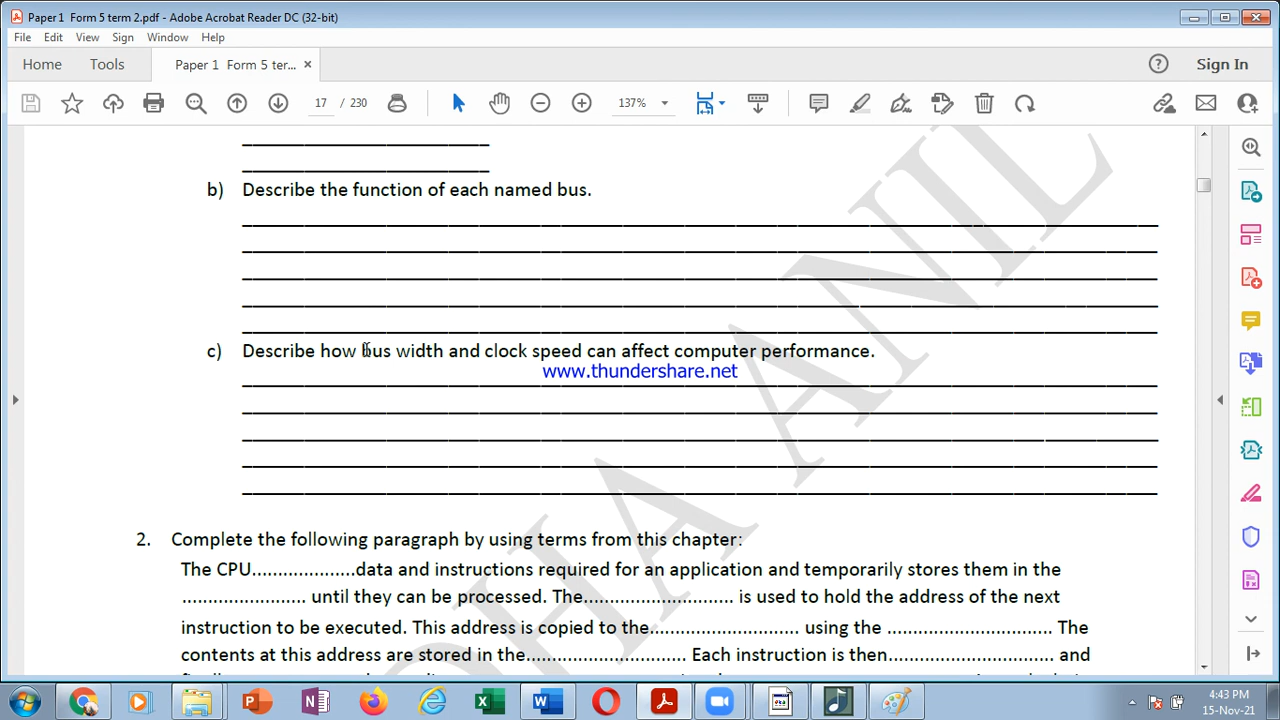 Paper 1 Form 5 term 2.pdf - Adobe Acrobat Reader DC (32-bit)
File Edit View Sign Window Help
Home Tools Paper 1 Form 5 ter... × Sign In
17 / 230 137%
b) Describe the function of each named bus.
c) Describe how bus width and clock speed can affect computer performance.
www.thundershare.net
2. Complete the following paragraph by using terms from this chapter:
The CPU....................data and instructions required for an application and temporarily stores them in the
........................ until they can be processed. The............................. is used to hold the address of the next
instruction to be executed. This address is copied to the............................. using the ................................ The
contents at this address are stored in the............................... Each instruction is then................................ and
4:43 PM
15-Nov-21